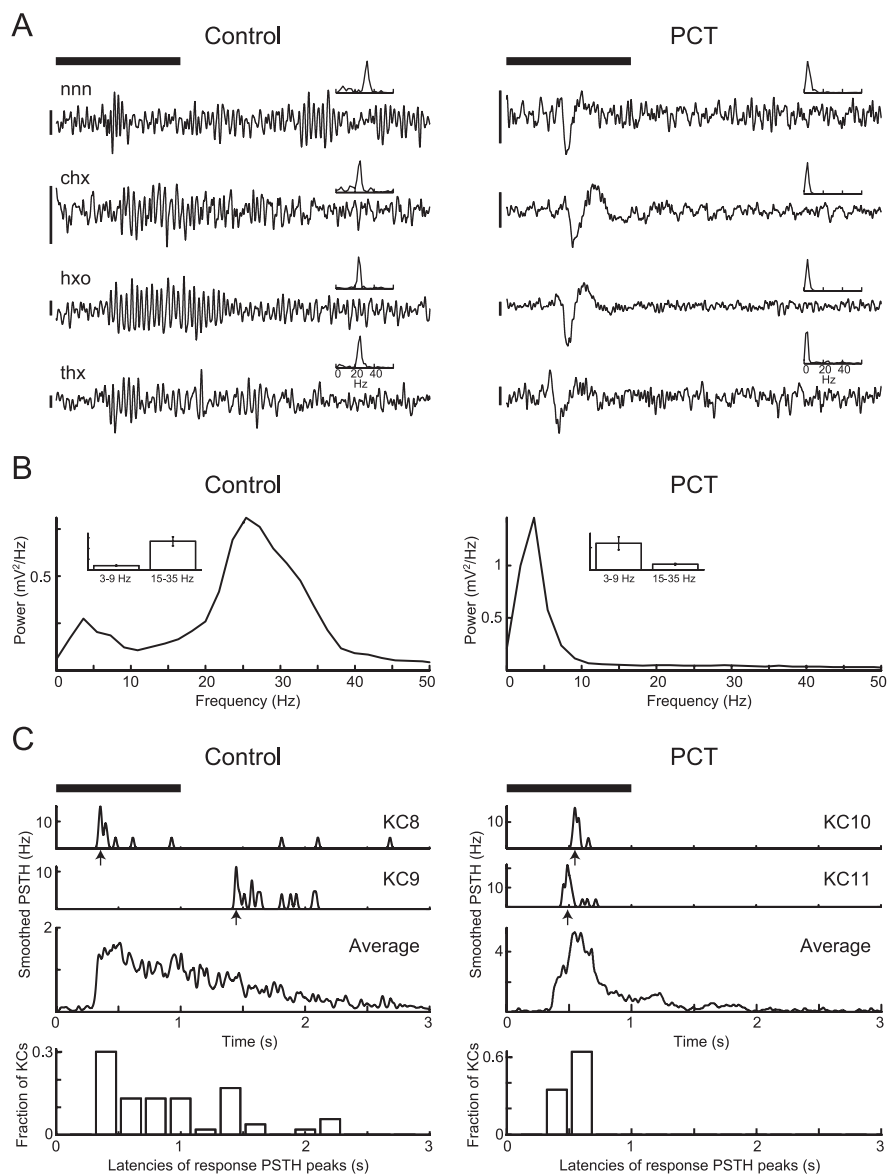 A
Control
PCT
nnn
chx
hxo
thx
0 20 40
Hz
0 20 40
Hz
B
Control
PCT
Power (mV²/Hz)
0.5
3-9 Hz
15-35 Hz
0 10 20 30 40 50
Frequency (Hz)
Power (mV²/Hz)
1
0.5
3-9 Hz
15-35 Hz
0 10 20 30 40 50
Frequency (Hz)
C
Control
PCT
Smoothed PSTH (Hz)
10
KC8
10
KC9
2
Average
0 1 2 3
Time (s)
Smoothed PSTH (Hz)
10
KC10
10
KC11
4
Average
0 1 2 3
Time (s)
Fraction of KCs
0.3
0
0 1 2 3
Latencies of response PSTH peaks (s)
Fraction of KCs
0.6
0
0 1 2 3
Latencies of response PSTH peaks (s)